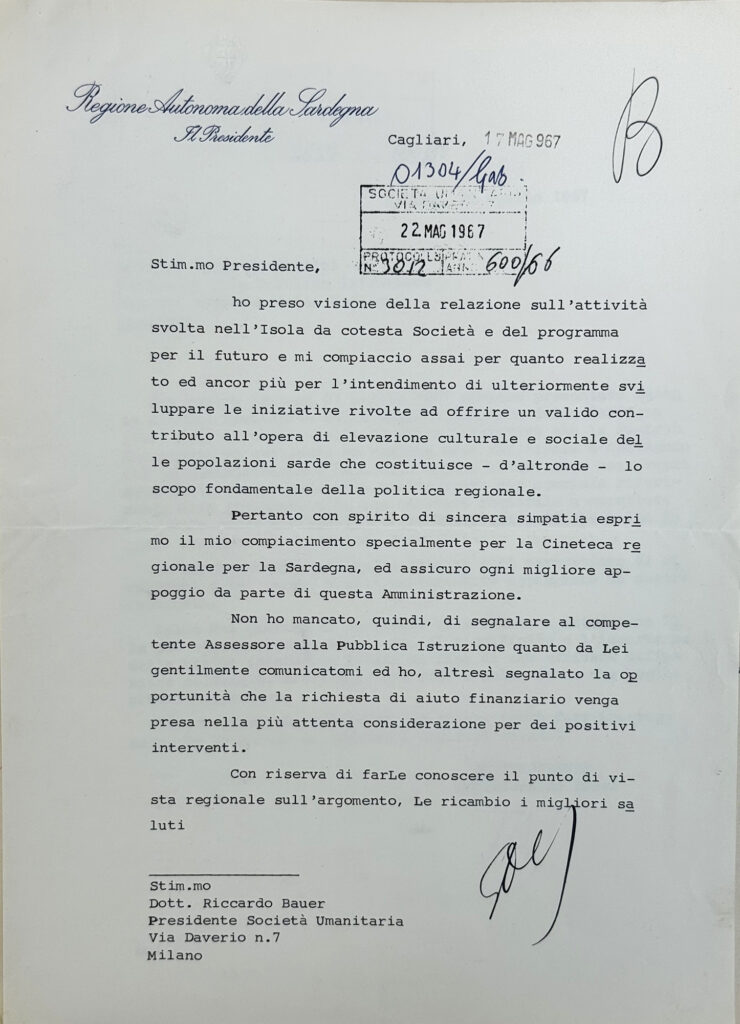 Regione Autonoma della Sardegna
Il Presidente
B
Cagliari, 17 MAG 967
01304/Gab.
SOCIETÀ
VIA
22 MAG 1967
PROTOCOLLO
N° 3012 600/66
Stim.mo Presidente,
ho preso visione della relazione sull'attività
svolta nell'Isola da cotesta Società e del programma
per il futuro e mi compiaccio assai per quanto realizza
to ed ancor più per l'intendimento di ulteriormente svi
luppare le iniziative rivolte ad offrire un valido con-
tributo all'opera di elevazione culturale e sociale del
le popolazioni sarde che costituisce - d'altronde - lo
scopo fondamentale della politica regionale.
Pertanto con spirito di sincera simpatia espri
mo il mio compiacimento specialmente per la Cineteca re
gionale per la Sardegna, ed assicuro ogni migliore ap-
poggio da parte di questa Amministrazione.
Non ho mancato, quindi, di segnalare al compe-
tente Assessore alla Pubblica Istruzione quanto da Lei
gentilmente comunicatomi ed ho, altresì segnalato la op
portunità che la richiesta di aiuto finanziario venga
presa nella più attenta considerazione per dei positivi
interventi.
Con riserva di farLe conoscere il punto di vi-
sta regionale sull'argomento, Le ricambio i migliori sa
luti
Stim.mo
Dott. Riccardo Bauer
Presidente Società Umanitaria
Via Daverio n.7
Milano